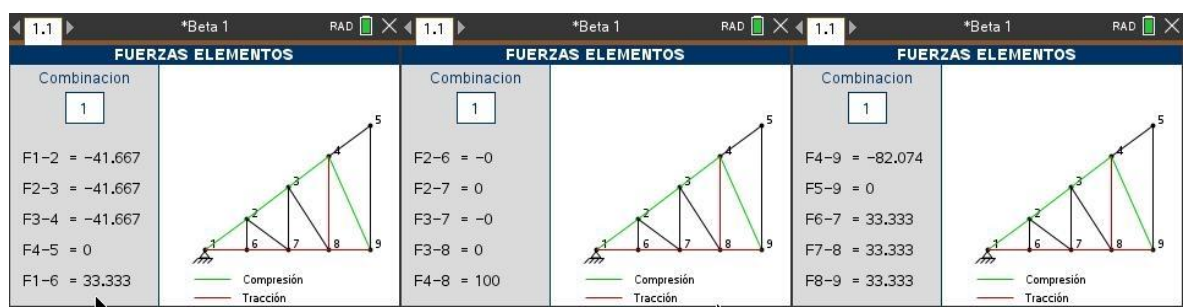 1.1 *Beta 1 RAD
FUERZAS ELEMENTOS
Combinacion
1
F1-2 = -41.667
F2-3 = -41.667
F3-4 = -41.667
F4-5 = 0
F1-6 = 33.333
5
4
3
2
1 6 7 8 9
Compresión
Tracción
1.1 *Beta 1 RAD
FUERZAS ELEMENTOS
Combinacion
1
F2-6 = -0
F2-7 = 0
F3-7 = -0
F3-8 = 0
F4-8 = 100
5
4
3
2
1 6 7 8 9
Compresión
Tracción
1.1 *Beta 1 RAD
FUERZAS ELEMENTOS
Combinacion
1
F4-9 = -82.074
F5-9 = 0
F6-7 = 33.333
F7-8 = 33.333
F8-9 = 33.333
5
4
3
2
1 6 7 8 9
Compresión
Tracción